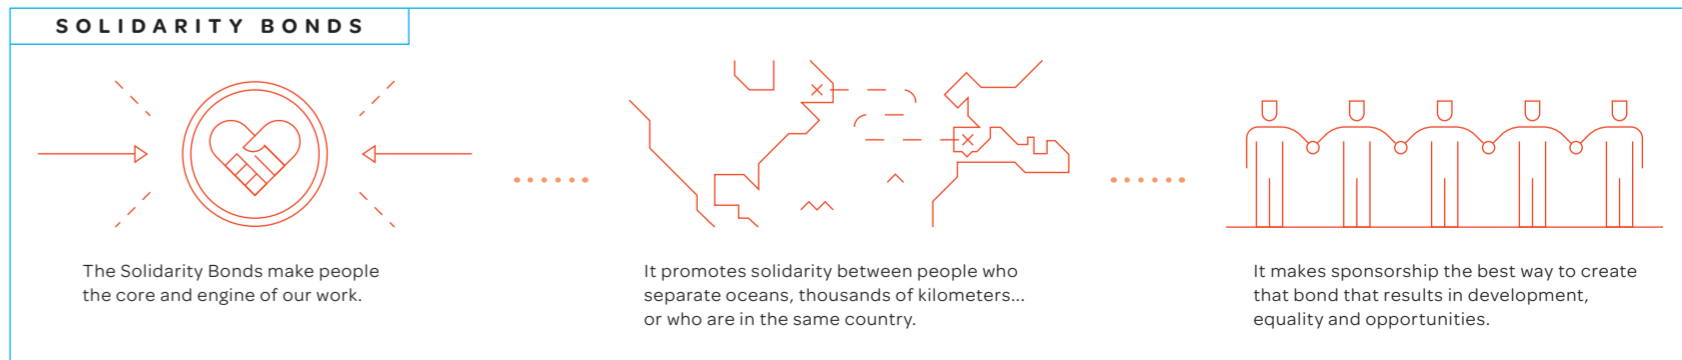 SOLIDARITY BONDS
The Solidarity Bonds make people
the core and engine of our work.
It promotes solidarity between people who
separate oceans, thousands of kilometers...
or who are in the same country.
It makes sponsorship the best way to create
that bond that results in development,
equality and opportunities.